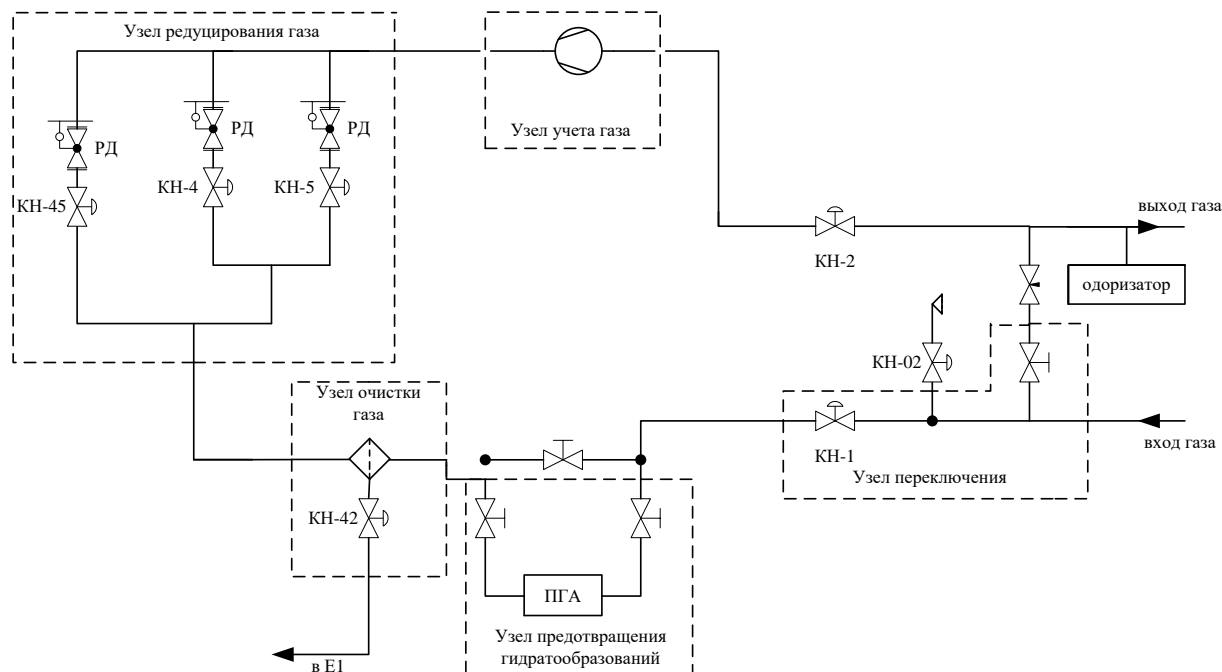 Узел редуцирования газа
РД
РД
РД
КН-45
КН-4
КН-5
Узел учета газа
КН-2
выход газа
одоризатор
КН-02
КН-1
вход газа
Узел переключения
Узел очистки
газа
КН-42
в Е1
ПГА
Узел предотвращения
гидратообразований